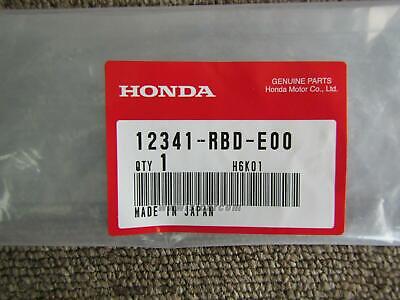 HONDA
GENUINE PARTS
Honda Motor Co., Ltd.
12341-RBD-E00
QTY 1 H6K01
MADE IN JAPAN